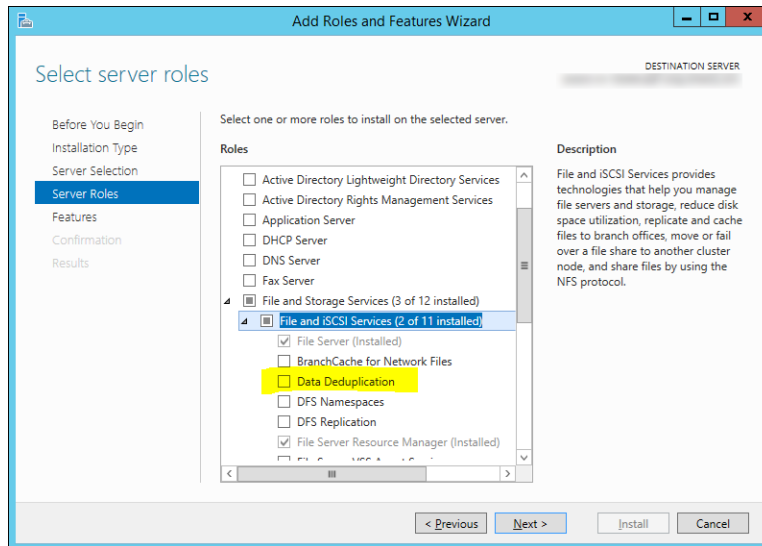 Add Roles and Features Wizard
Select server roles
DESTINATION SERVER
Before You Begin
Installation Type
Server Selection
Server Roles
Features
Confirmation
Results
Select one or more roles to install on the selected server.
Roles
Active Directory Lightweight Directory Services
Active Directory Rights Management Services
Application Server
DHCP Server
DNS Server
Fax Server
File and Storage Services (3 of 12 installed)
File and iSCSI Services (2 of 11 installed)
File Server (Installed)
BranchCache for Network Files
Data Deduplication
DFS Namespaces
DFS Replication
File Server Resource Manager (Installed)
Description
File and iSCSI Services provides
technologies that help you manage
file servers and storage, reduce disk
space utilization, replicate and cache
files to branch offices, move or fail
over a file share to another cluster
node, and share files by using the
NFS protocol.
< Previous
Next >
Install
Cancel